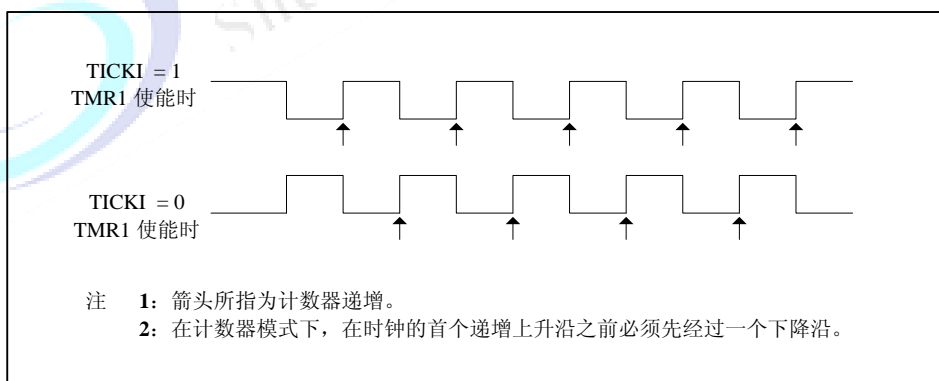 TICKI = 1
TMR1 使能时
TICKI = 0
TMR1 使能时
注 1：箭头所指为计数器递增。
2：在计数器模式下，在时钟的首个递增上升沿之前必须先经过一个下降沿。